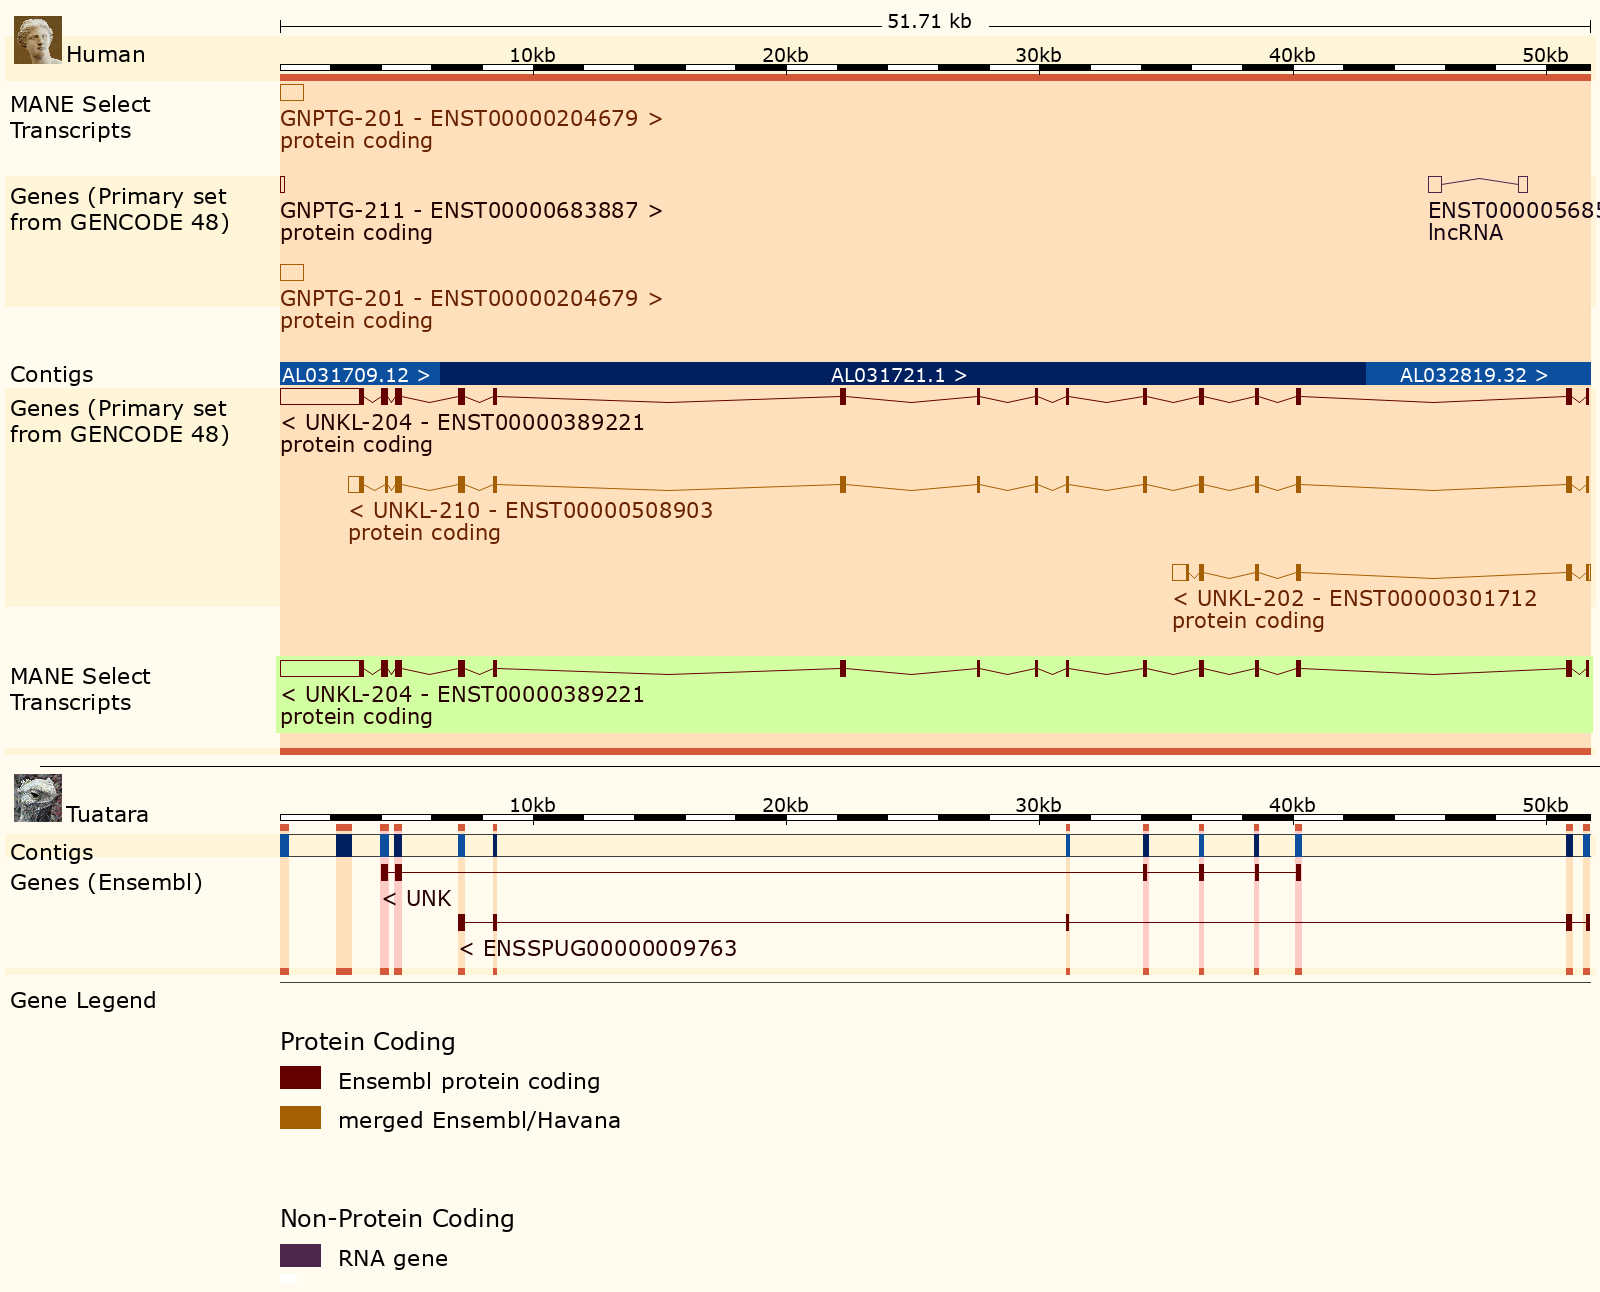 51.71 kb
Human
10kb 20kb 30kb 40kb 50kb
MANE Select
Transcripts
GNPTG-201 - ENST00000204679 >
protein coding
Genes (Primary set
from GENCODE 48)
GNPTG-211 - ENST00000683887 >
protein coding
ENST00000568
lncRNA
GNPTG-201 - ENST00000204679 >
protein coding
Contigs
AL031709.12 > AL031721.1 > AL032819.32 >
Genes (Primary set
from GENCODE 48)
< UNKL-204 - ENST00000389221
protein coding
< UNKL-210 - ENST00000508903
protein coding
< UNKL-202 - ENST00000301712
protein coding
MANE Select
Transcripts
< UNKL-204 - ENST00000389221
protein coding
Tuatara
10kb 20kb 30kb 40kb 50kb
Contigs
Genes (Ensembl)
< UNK
< ENSSPUG00000009763
Gene Legend
Protein Coding
Ensembl protein coding
merged Ensembl/Havana
Non-Protein Coding
RNA gene